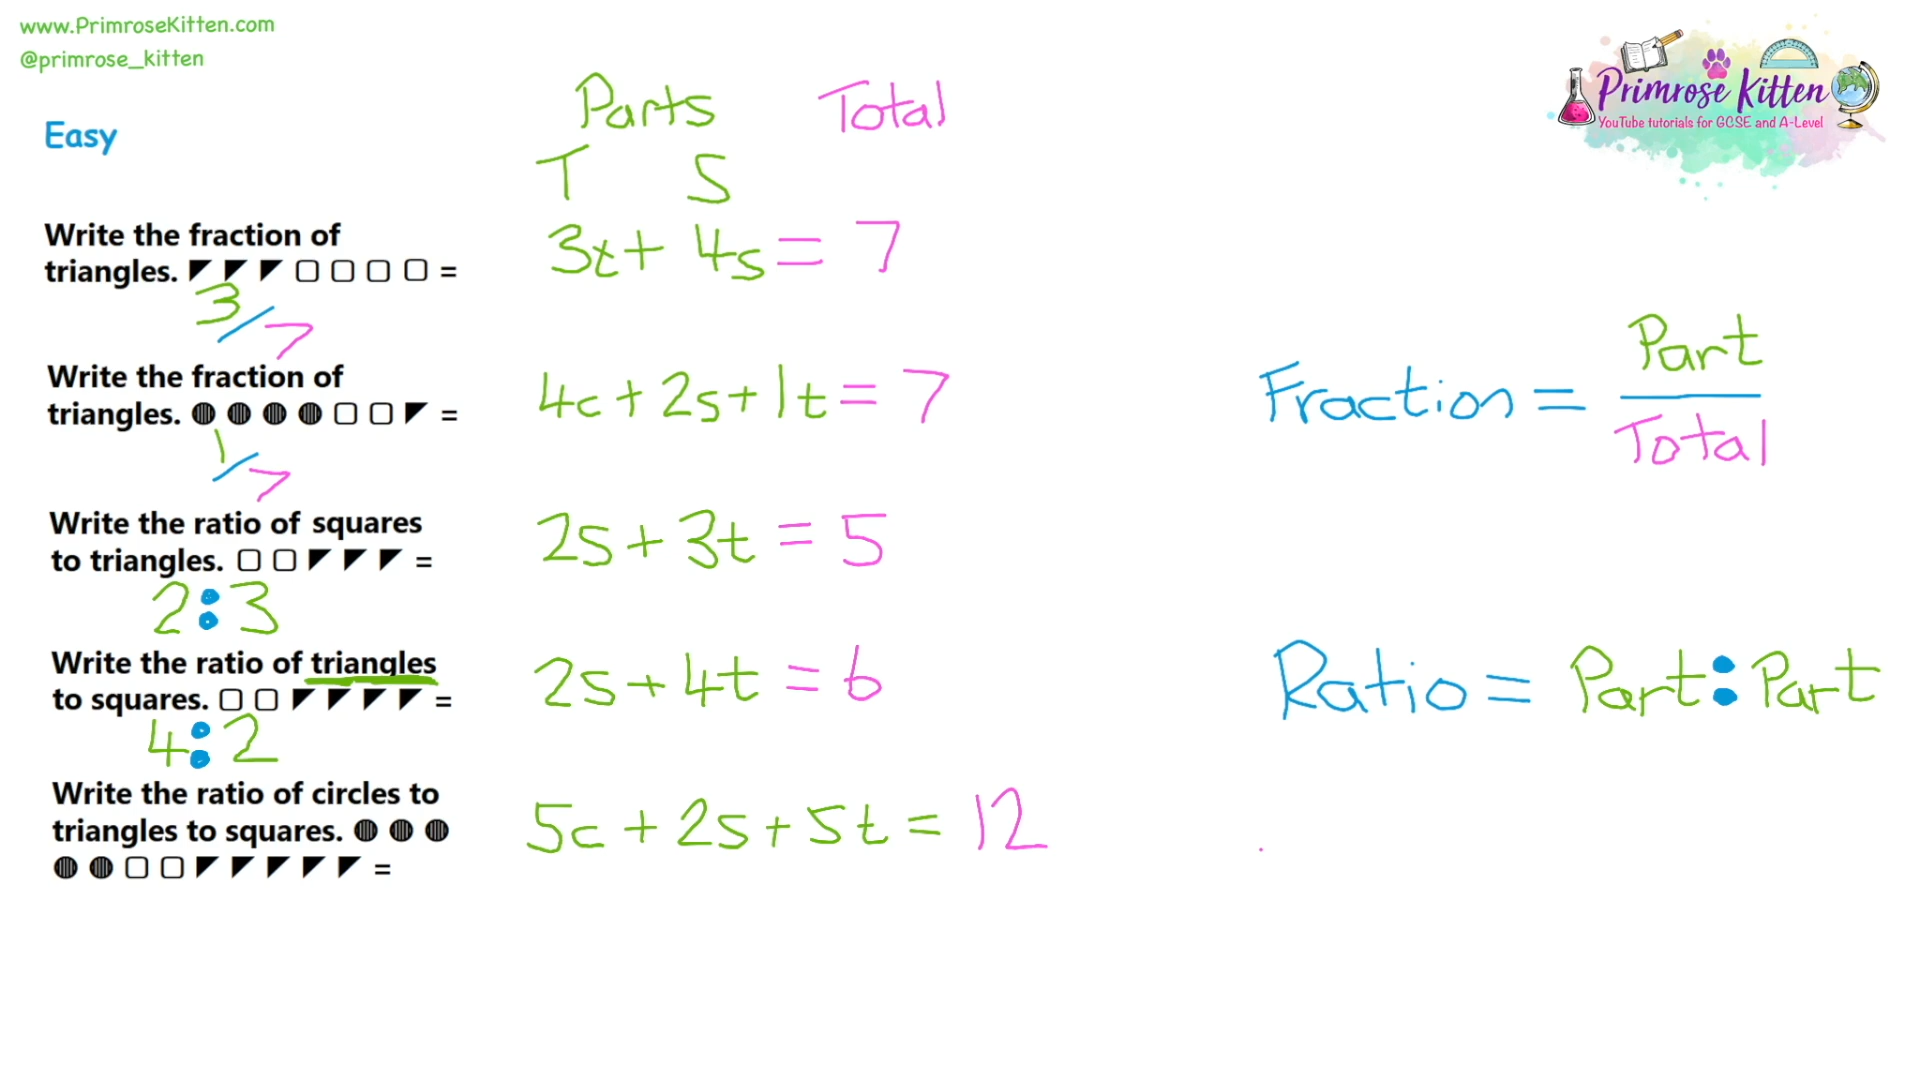 www.PrimroseKitten.com
@primrose_kitten
Primrose Kitten
YouTube tutorials for GCSE and A-Level
Easy
Parts Total
T S
Write the fraction of
triangles. =
3t + 4s = 7
3/7
Write the fraction of
triangles. =
4c + 2s + 1t = 7
1/7
Fraction = Part
Total
Write the ratio of squares
to triangles. =
2s + 3t = 5
2:3
Write the ratio of triangles
to squares. =
2s + 4t = 6
4:2
Ratio = Part:Part
Write the ratio of circles to
triangles to squares.
=
5c + 2s + 5t = 12